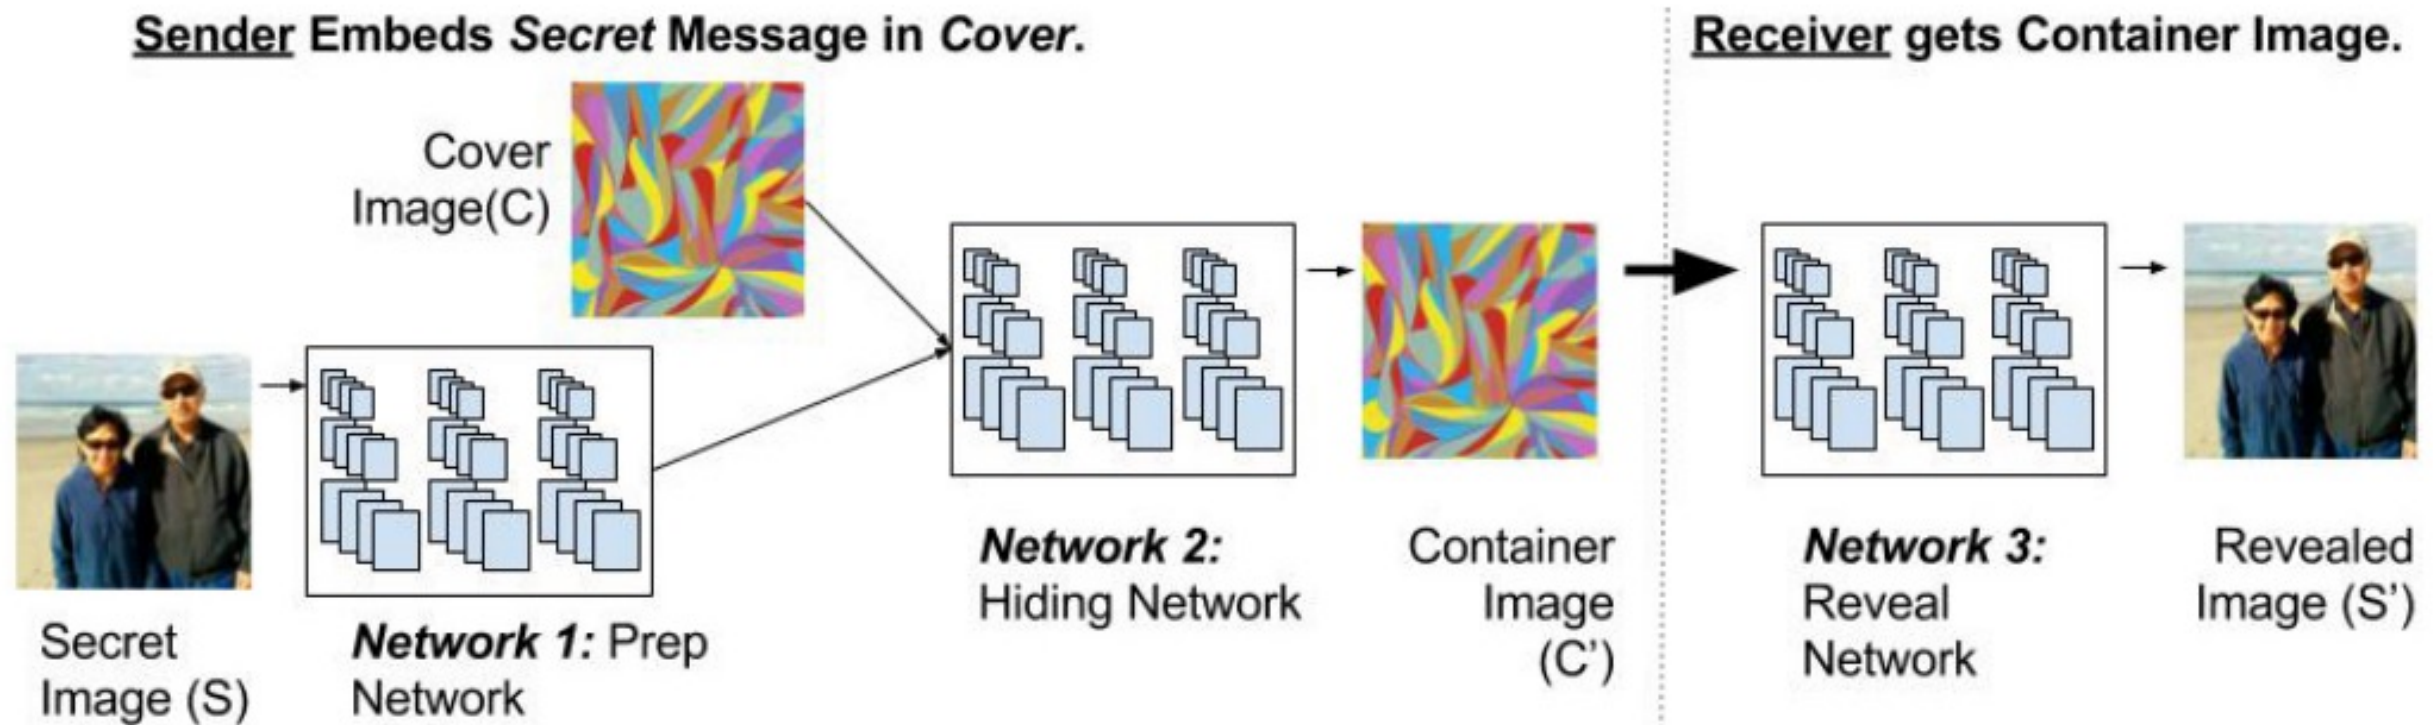 Sender Embeds Secret Message in Cover.
Receiver gets Container Image.
Cover
Image(C)
Secret
Image (S)
Network 1: Prep
Network
Network 2:
Hiding Network
Container
Image
(C’)
Network 3:
Reveal
Network
Revealed
Image (S’)